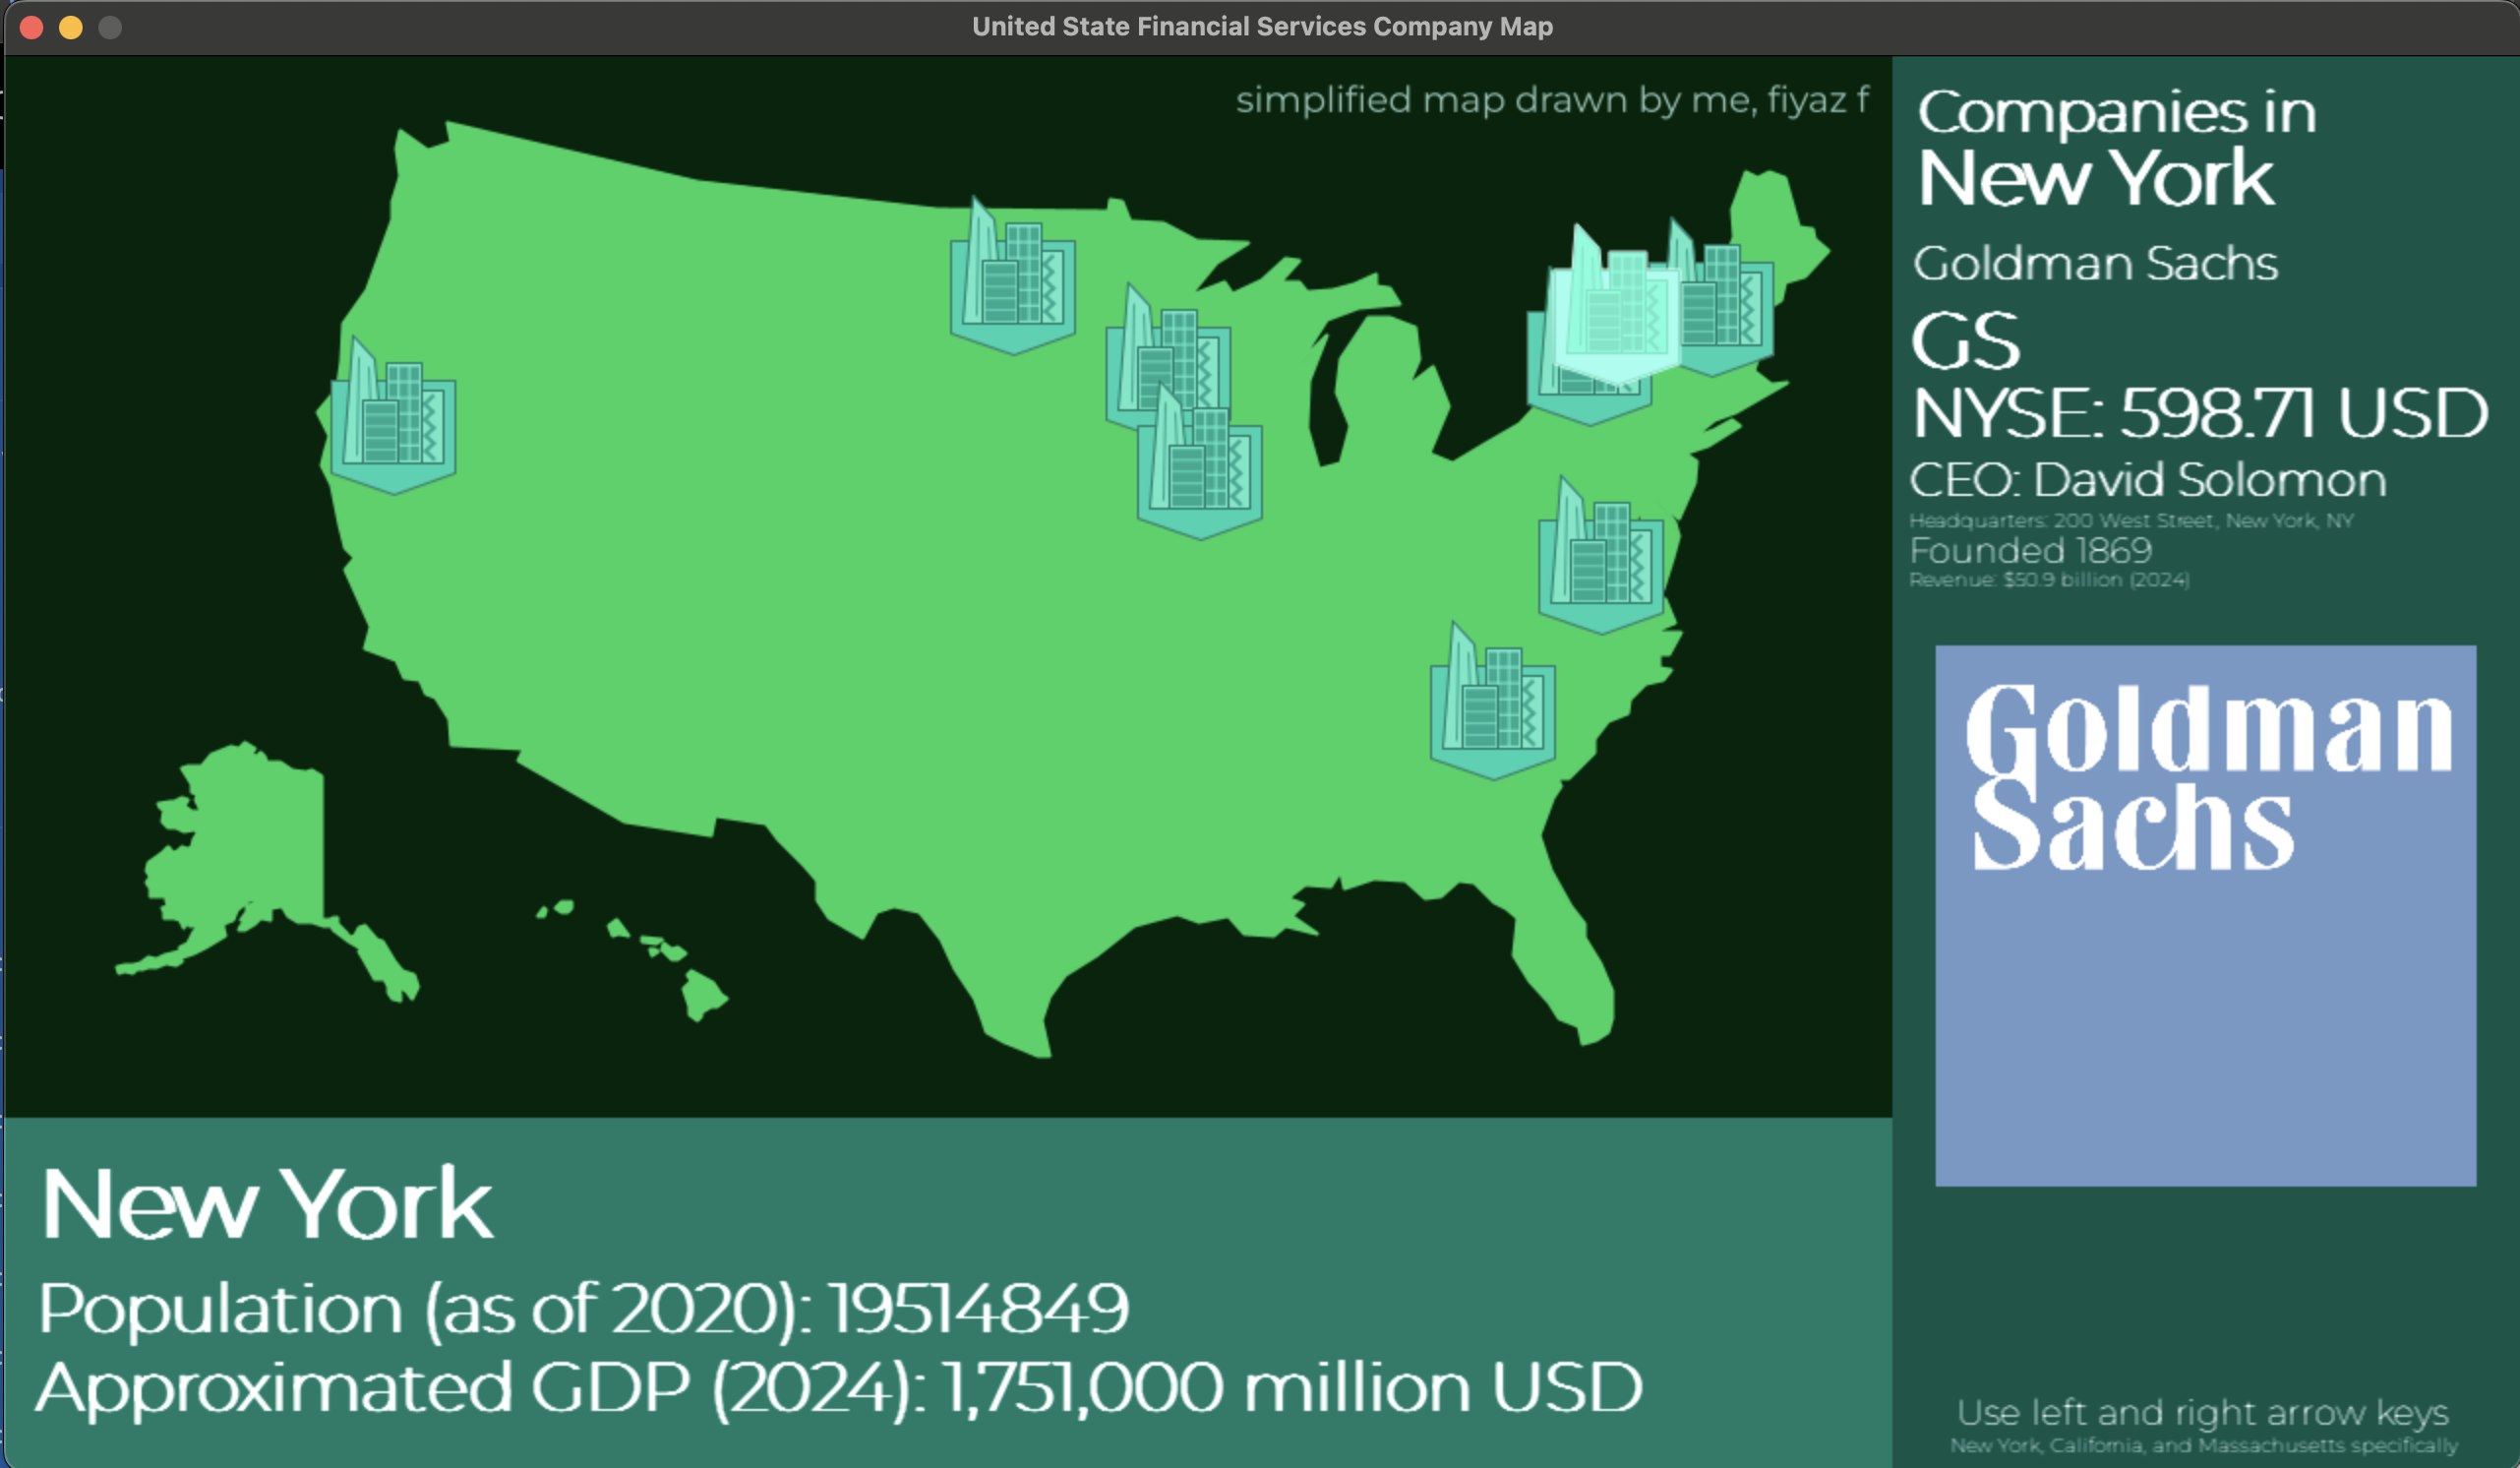 United State Financial Services Company Map
simplified map drawn by me, fiyaz f
Companies in
New York
Goldman Sachs
GS
NYSE: 598.71 USD
CEO: David Solomon
Headquarters: 200 West Street, New York, NY
Founded 1869
Revenue: $50.9 billion (2024)
Goldman
Sachs
New York
Population (as of 2020): 19514849
Approximated GDP (2024): 1,751,000 million USD
Use left and right arrow keys
New York, California, and Massachusetts specifically